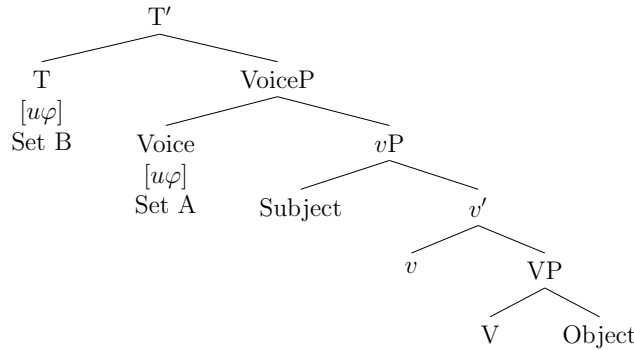 T′
T
VoiceP
[uφ]
Set B
Voice
vP
[uφ]
Set A
Subject
v′
v
VP
V
Object